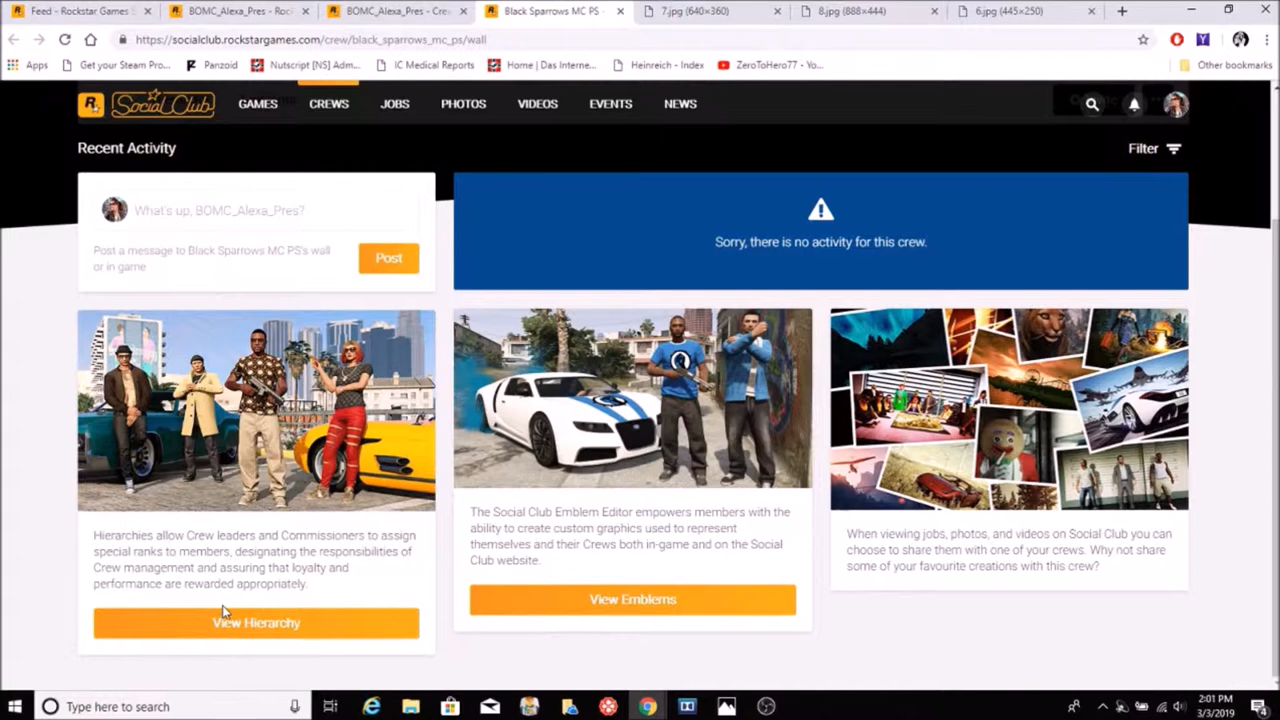 Feed - Rockstar Games S
BOMC_Alexa_Pres - Roc
BOMC_Alexa_Pres - Cre
Black Sparrows MC PS -
7.jpg (640×360)
8.jpg (888×444)
6.jpg (445×250)
https://socialclub.rockstargames.com/crew/black_sparrows_mc_ps/wall
Apps
Get your Steam Pro...
Panzoid
Nutscript [NS] Adm...
IC Medical Reports
Home | Das Interne...
Heinreich - Index
ZeroToHero77 - Yo...
Other bookmarks
R
Social Club
GAMES
CREWS
JOBS
PHOTOS
VIDEOS
EVENTS
NEWS
Recent Activity
Filter
What's up, BOMC_Alexa_Pres?
Post a message to Black Sparrows MC PS's wall
or in game
Post
Sorry, there is no activity for this crew.
Hierarchies allow Crew leaders and Commissioners to assign
special ranks to members, designating the responsibilities of
Crew management and assuring that loyalty and
performance are rewarded appropriately.
View Hierarchy
The Social Club Emblem Editor empowers members with the
ability to create custom graphics used to represent
themselves and their Crews both in-game and on the Social
Club website.
View Emblems
When viewing jobs, photos, and videos on Social Club you can
choose to share them with one of your crews. Why not share
some of your favourite creations with this crew?
Type here to search
2:01 PM
3/3/2019
4